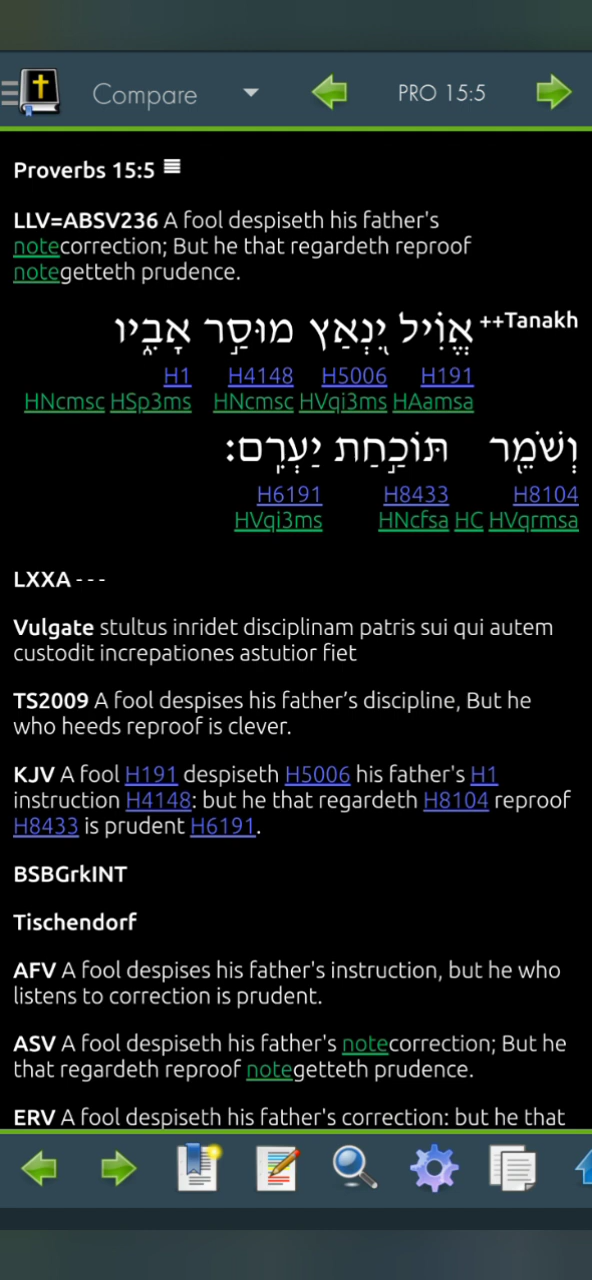 Compare
PRO 15:5
Proverbs 15:5
LLV=ABSV236 A fool despiseth his father's
notecorrection; But he that regardeth reproof
notegetteth prudence.
++Tanakh אֱוִ֗יל יִ֭נְאַץ מוּסַ֣ר אָבִ֑יו
H191 H5006 H4148 H1
HAamsa HVqi3ms HNcmsc HSp3ms HNcmsc
וְשֹׁמֵ֖ר תּוֹכַ֣חַת יַעְרִֽם׃
H8104 H8433 H6191
HVqrmsa HC HNcfsa HVqi3ms
LXXA - - -
Vulgate stultus inridet disciplinam patris sui qui autem
custodit increpationes astutior fiet
TS2009 A fool despises his father’s discipline, But he
who heeds reproof is clever.
KJV A fool H191 despiseth H5006 his father's H1
instruction H4148: but he that regardeth H8104 reproof
H8433 is prudent H6191.
BSBGrkINT
Tischendorf
AFV A fool despises his father's instruction, but he who
listens to correction is prudent.
ASV A fool despiseth his father's notecorrection; But he
that regardeth reproof notegetteth prudence.
ERV A fool despiseth his father's correction: but he that